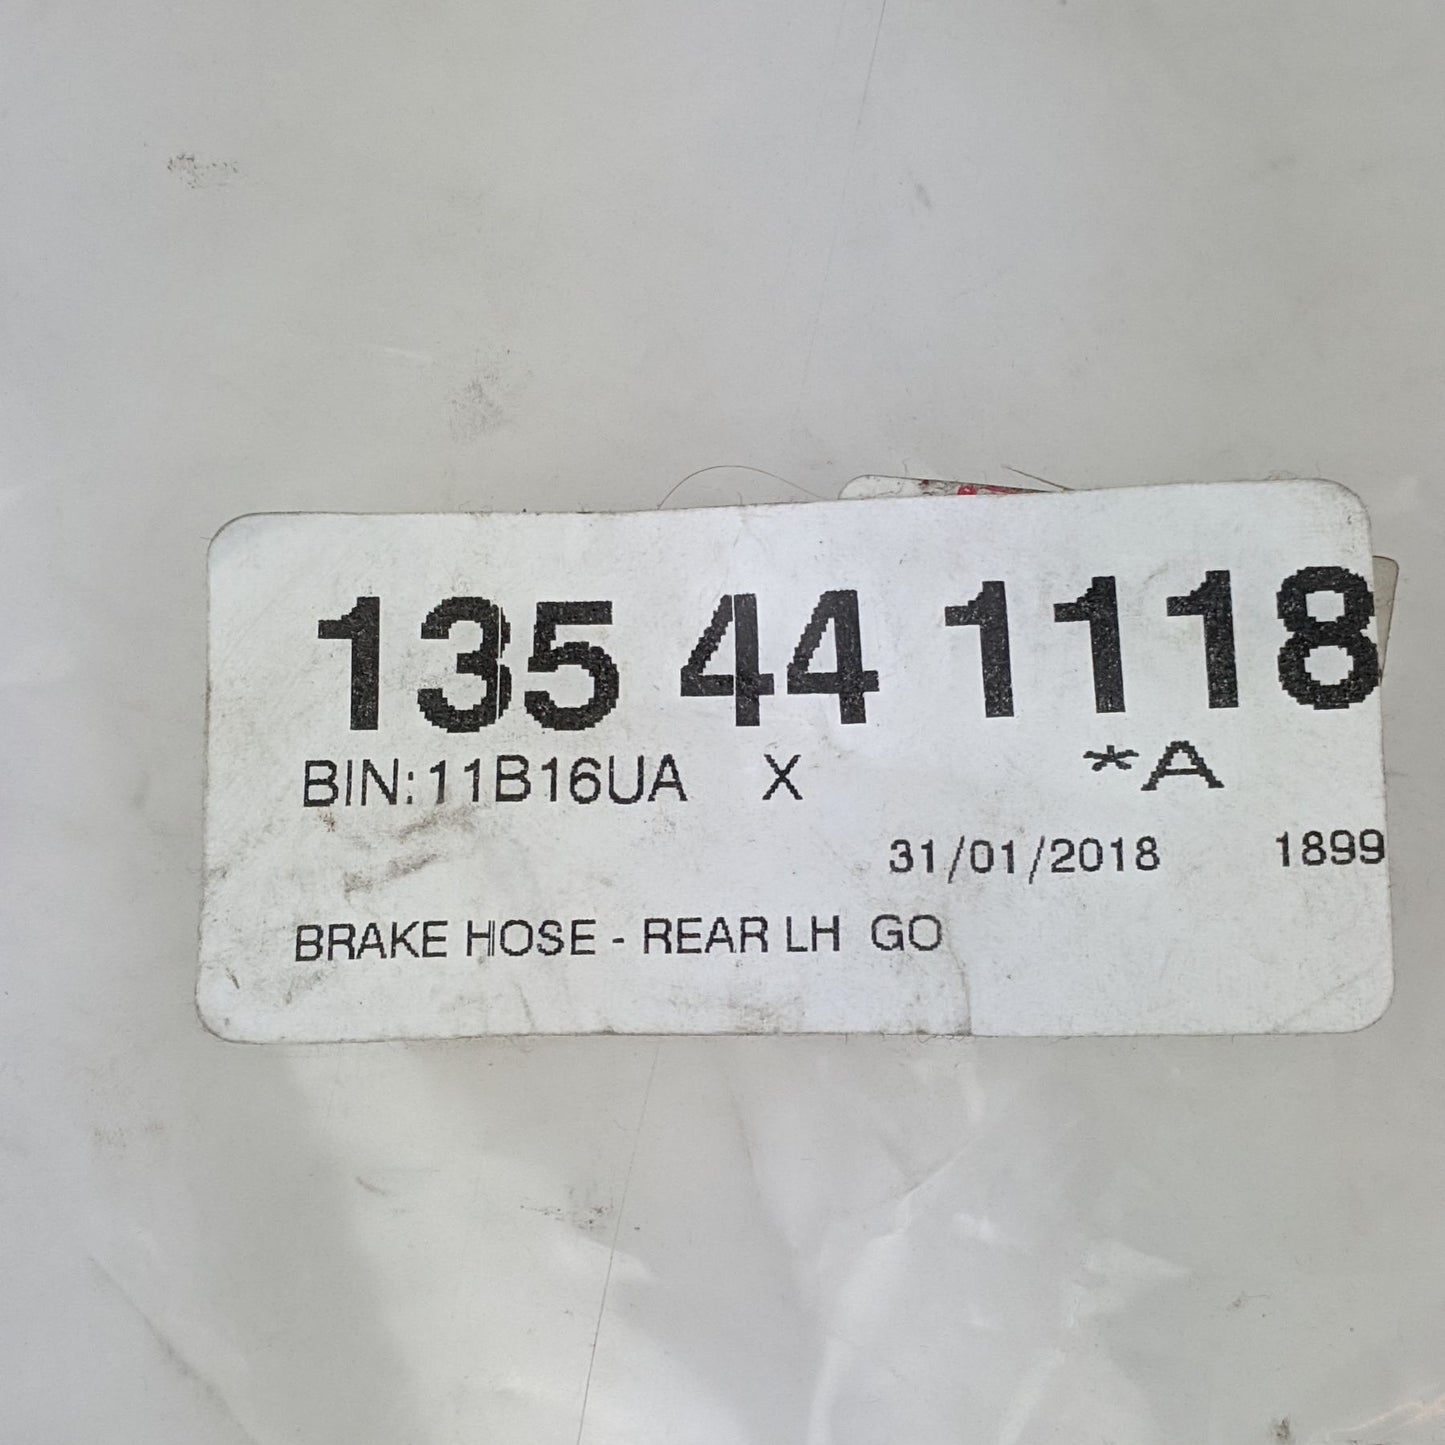 135 44 1118
BIN:11B16UA X *A
31/01/2018 1899
BRAKE HOSE - REAR LH GO